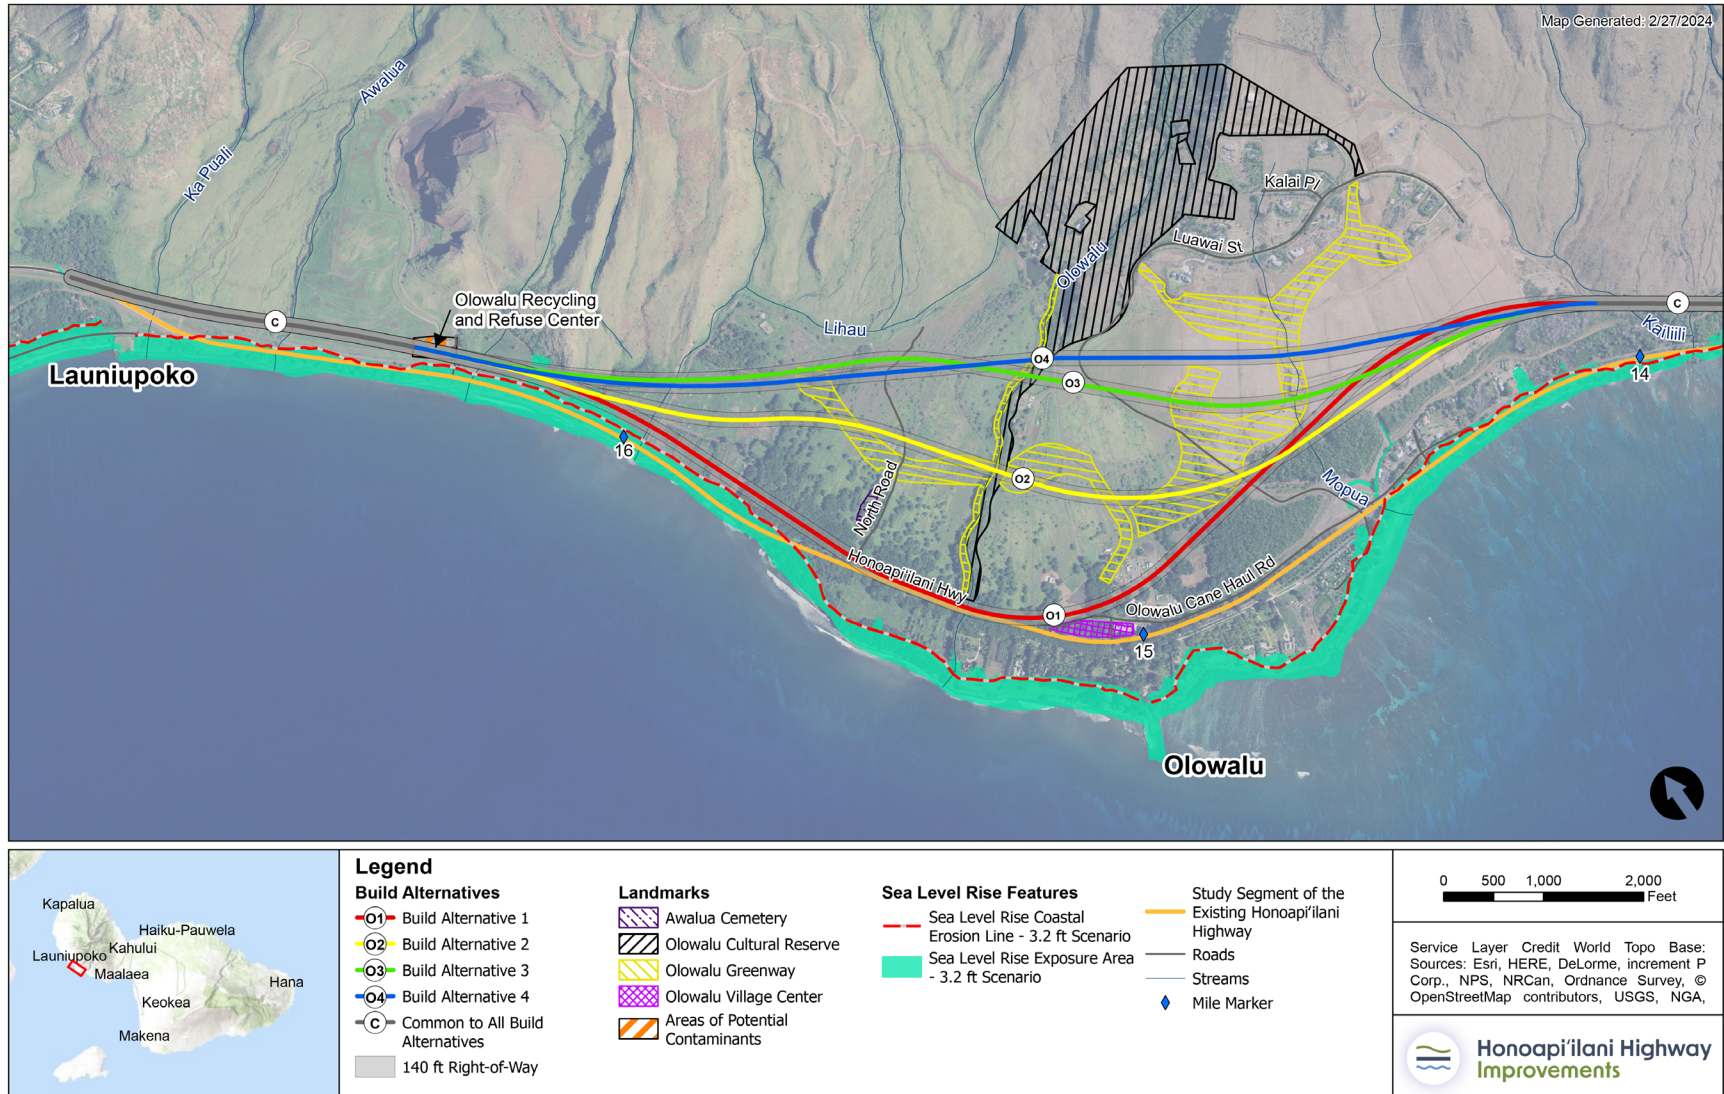 Map Generated: 2/27/2024
Awalua
Ka Puali
Kalai Pl
Luawai St
Olowalu
Olowalu Recycling
and Refuse Center
C
C
Lihau
Kailiili
Launiupoko
O4
O3
14
16
O2
Mopua
North Road
Honoapiʻilani Hwy
O1
Olowalu Cane Haul Rd
15
Olowalu
Kapalua
Haiku-Pauwela
Kahului
Launiupoko
Maalaea
Hana
Keokea
Makena
Legend
Build Alternatives
O1 Build Alternative 1
O2 Build Alternative 2
O3 Build Alternative 3
O4 Build Alternative 4
C Common to All Build
Alternatives
140 ft Right-of-Way
Landmarks
Awalua Cemetery
Olowalu Cultural Reserve
Olowalu Greenway
Olowalu Village Center
Areas of Potential
Contaminants
Sea Level Rise Features
Sea Level Rise Coastal
Erosion Line - 3.2 ft Scenario
Sea Level Rise Exposure Area
- 3.2 ft Scenario
Study Segment of the
Existing Honoapiʻilani
Highway
Roads
Streams
Mile Marker
0 500 1,000 2,000
Feet
Service Layer Credit World Topo Base:
Sources: Esri, HERE, DeLorme, increment P
Corp., NPS, NRCan, Ordnance Survey, ©
OpenStreetMap contributors, USGS, NGA,
Honoapiʻilani Highway
Improvements